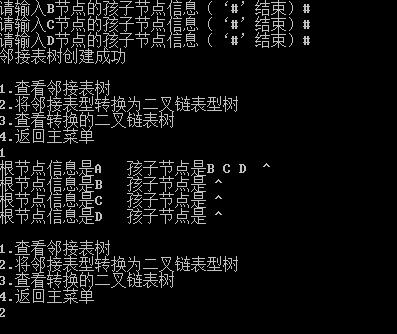 请输入B节点的孩子节点信息（ ‘#’ 结束）#
请输入C节点的孩子节点信息（ ‘#’ 结束）#
请输入D节点的孩子节点信息（ ‘#’ 结束）#
邻接表树创建成功
1.查看邻接表树
2.将邻接表型转换为二叉链表型树
3.查看转换的二叉链表树
4.返回主菜单
1
根节点信息是A 孩子节点是B C D ^
根节点信息是B 孩子节点是 ^
根节点信息是C 孩子节点是 ^
根节点信息是D 孩子节点是 ^
1.查看邻接表树
2.将邻接表型转换为二叉链表型树
3.查看转换的二叉链表树
4.返回主菜单
2